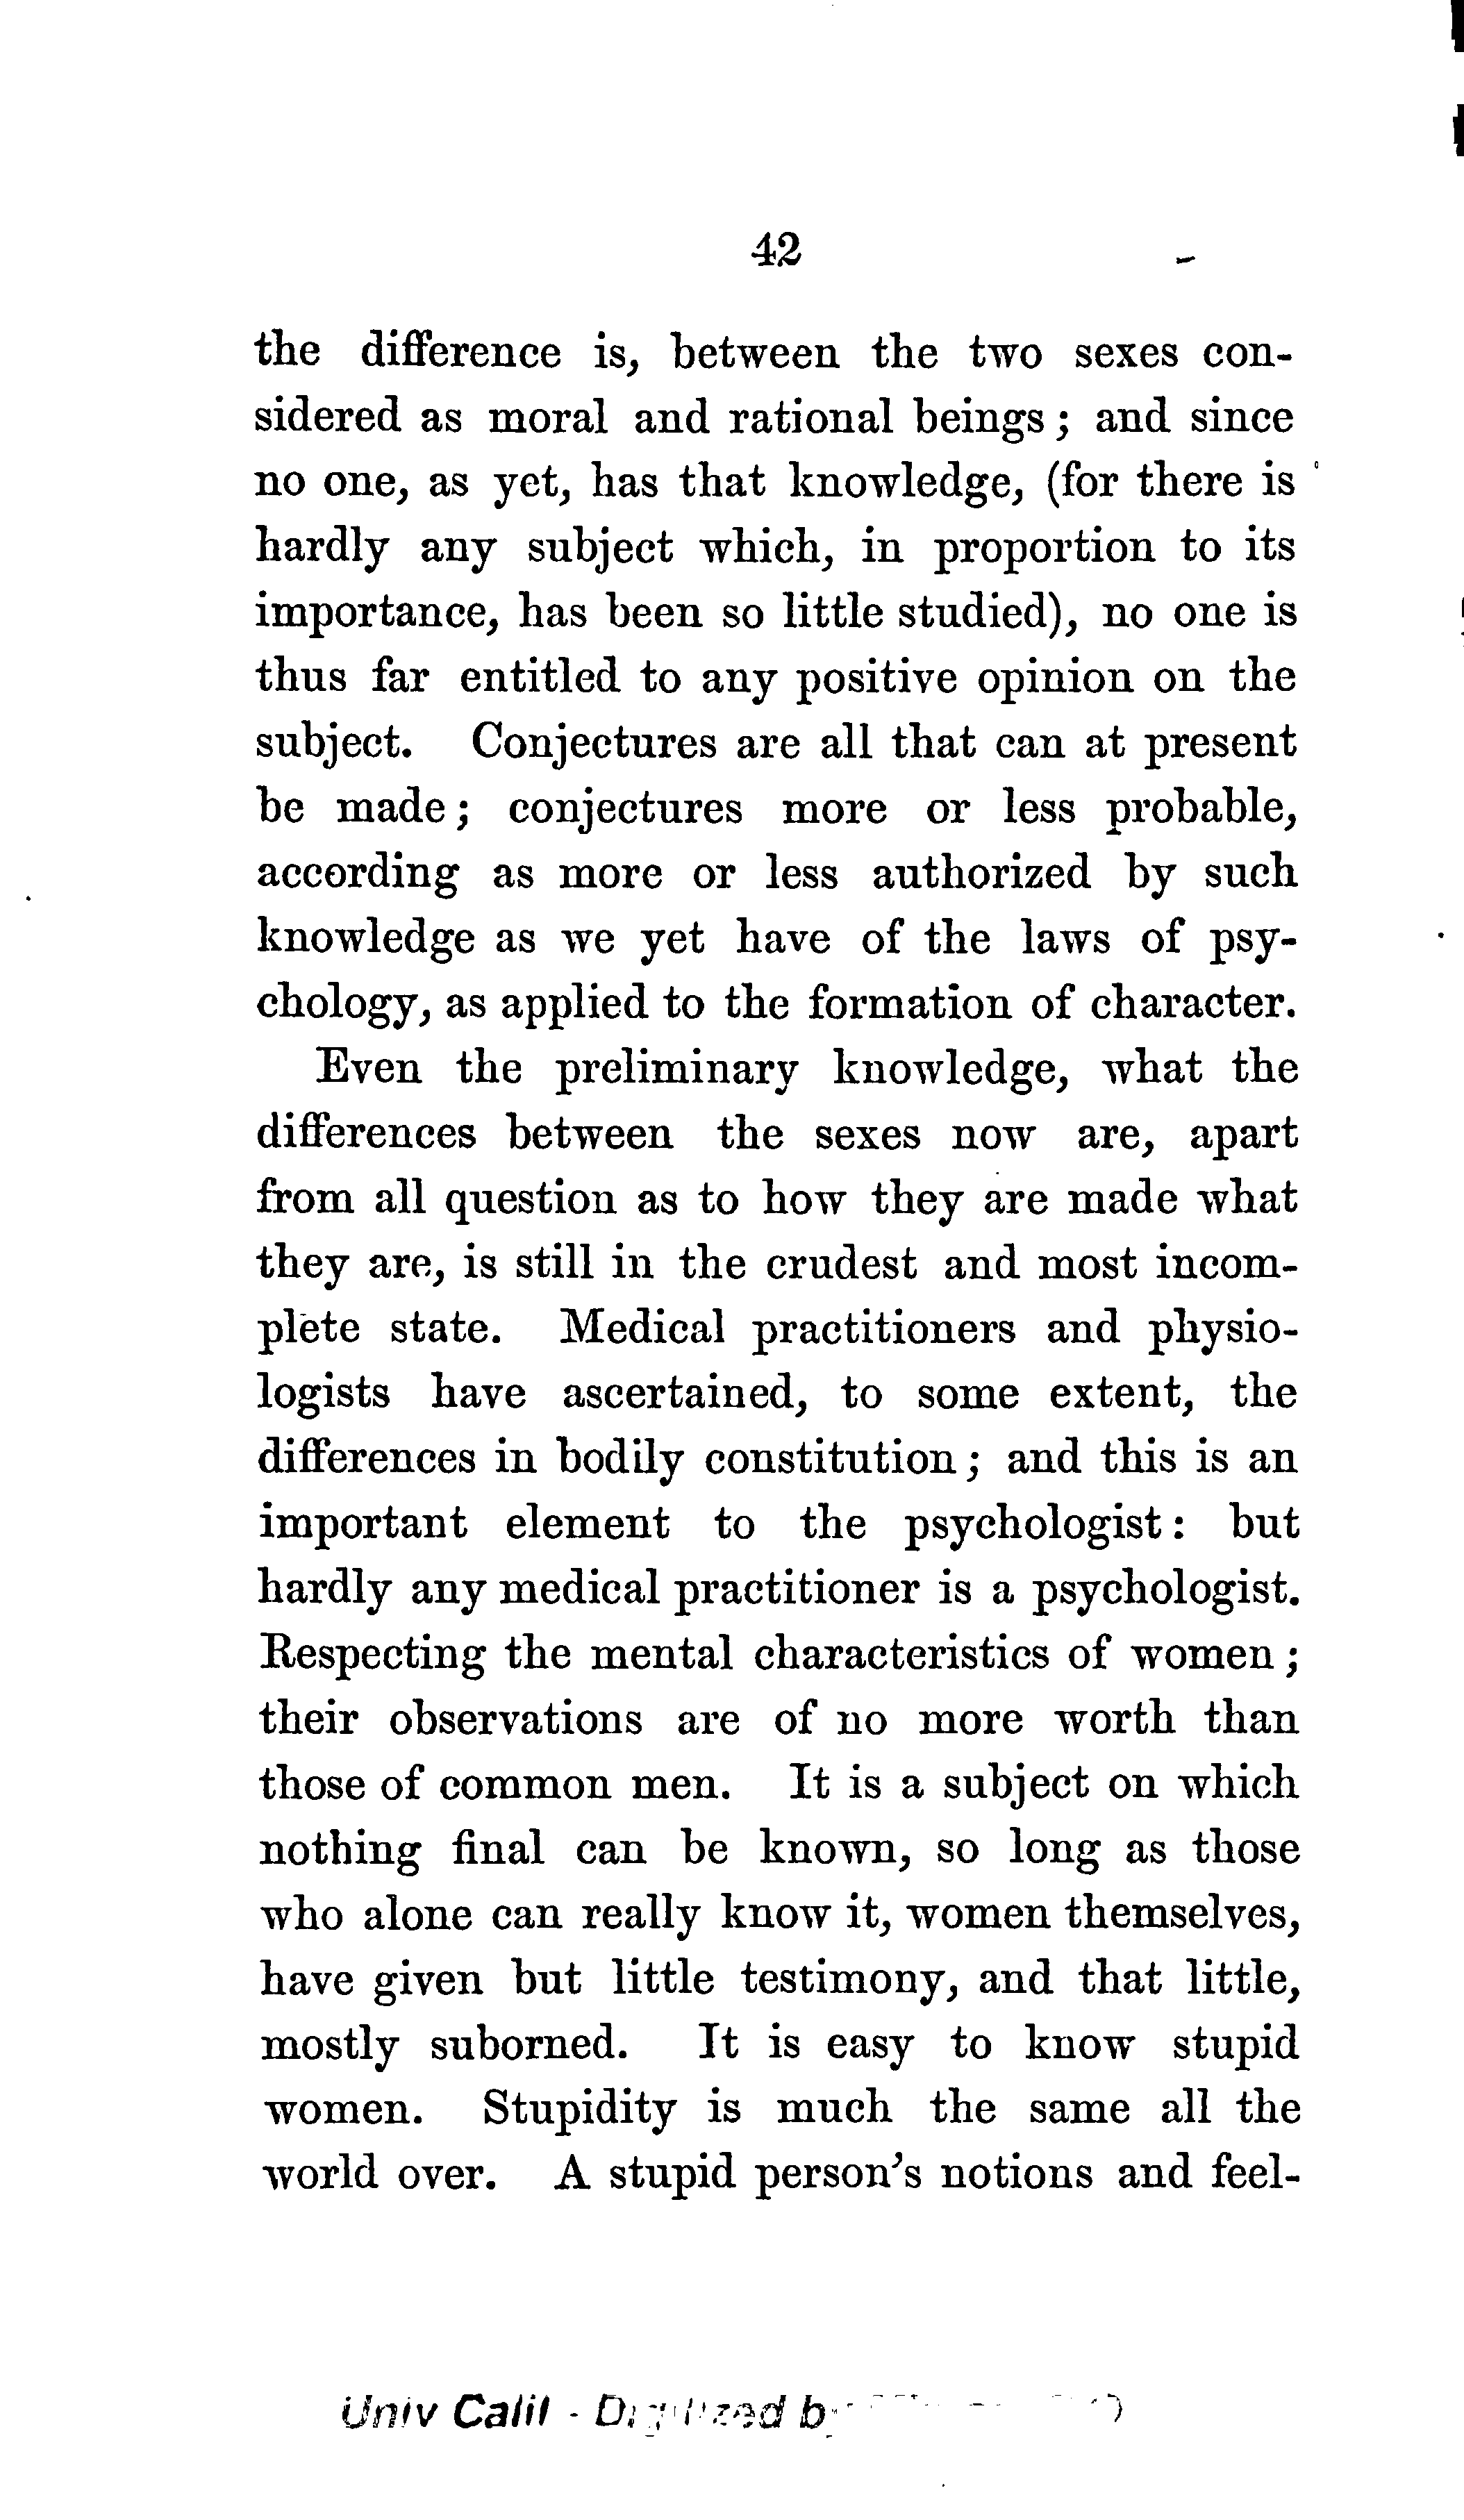 42
the difference is, between the two sexes con-
sidered as moral and rational beings; and since
no one, as yet, has that knowledge, (for there is
hardly any subject which, in proportion to its
importance, has been so little studied), no one is
thus far entitled to any positive opinion on the
subject. Conjectures are all that can at present
be made; conjectures more or less probable,
according as more or less authorized by such
knowledge as we yet have of the laws of psy-
chology, as applied to the formation of character.
Even the preliminary knowledge, what the
differences between the sexes now are, apart
from all question as to how they are made what
they are, is still in the crudest and most incom-
plete state. Medical practitioners and physio-
logists have ascertained, to some extent, the
differences in bodily constitution; and this is an
important element to the psychologist: but
hardly any medical practitioner is a psychologist.
Respecting the mental characteristics of women;
their observations are of no more worth than
those of common men. It is a subject on which
nothing final can be known, so long as those
who alone can really know it, women themselves,
have given but little testimony, and that little,
mostly suborned. It is easy to know stupid
women. Stupidity is much the same all the
world over. A stupid person's notions and feel-
Univ Calif - Digitized